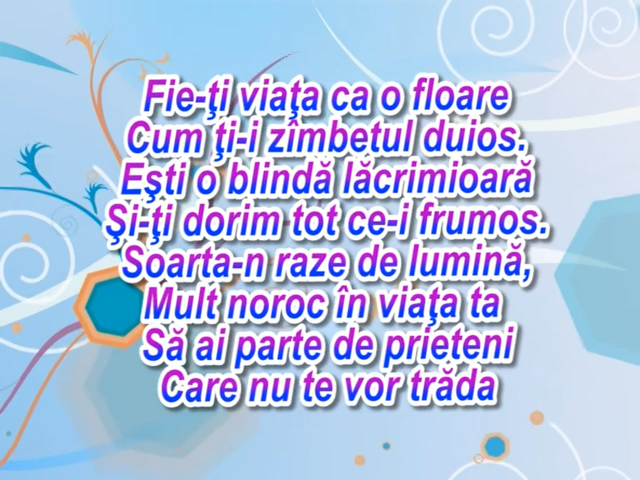 Fie-ţi viaţa ca o floare
Cum ţi-i zîmbetul duios.
Eşti o blindă lăcrimioară
Şi-ţi dorim tot ce-i frumos.
Soarta-n raze de lumină,
Mult noroc în viaţa ta
Să ai parte de prieteni
Care nu te vor trăda